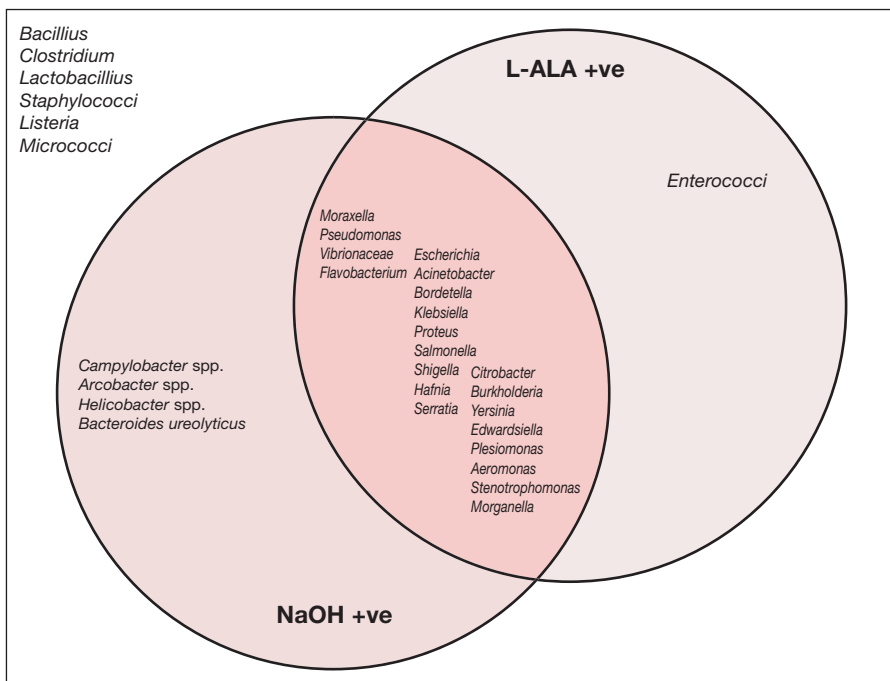 Bacillius
Clostridium
Lactobacillius
Staphylococci
Listeria
Micrococci
L-ALA +ve
Enterococci
Moraxella
Pseudomonas
Vibrionaceae
Flavobacterium
Escherichia
Acinetobacter
Bordetella
Klebsiella
Proteus
Salmonella
Shigella
Hafnia
Serratia
Citrobacter
Burkholderia
Yersinia
Edwardsiella
Plesiomonas
Aeromonas
Stenotrophomonas
Morganella
Campylobacter spp.
Arcobacter spp.
Helicobacter spp.
Bacteroides ureolyticus
NaOH +ve